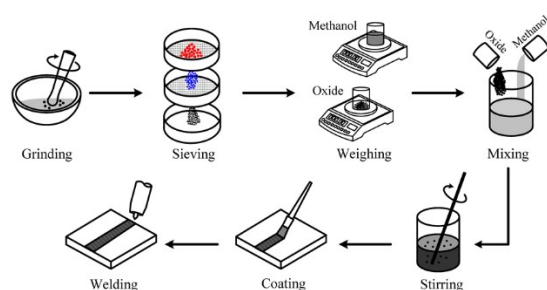 Methanol
Oxide
Oxide
Methanol
Grinding
Sieving
Weighing
Mixing
Welding
Coating
Stirring